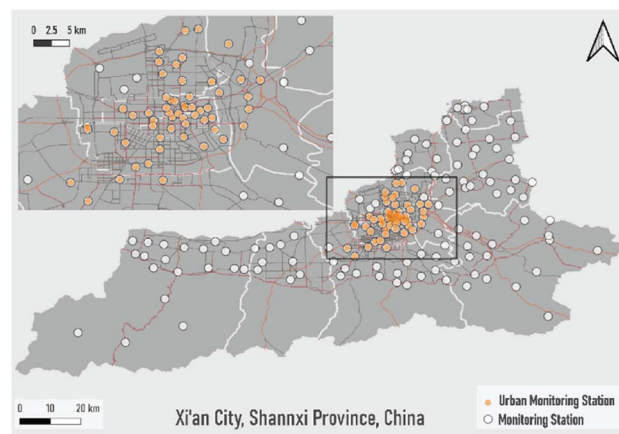 0 2.5 5 km
0 10 20 km
Xi'an City, Shannxi Province, China
Urban Monitoring Station
Monitoring Station